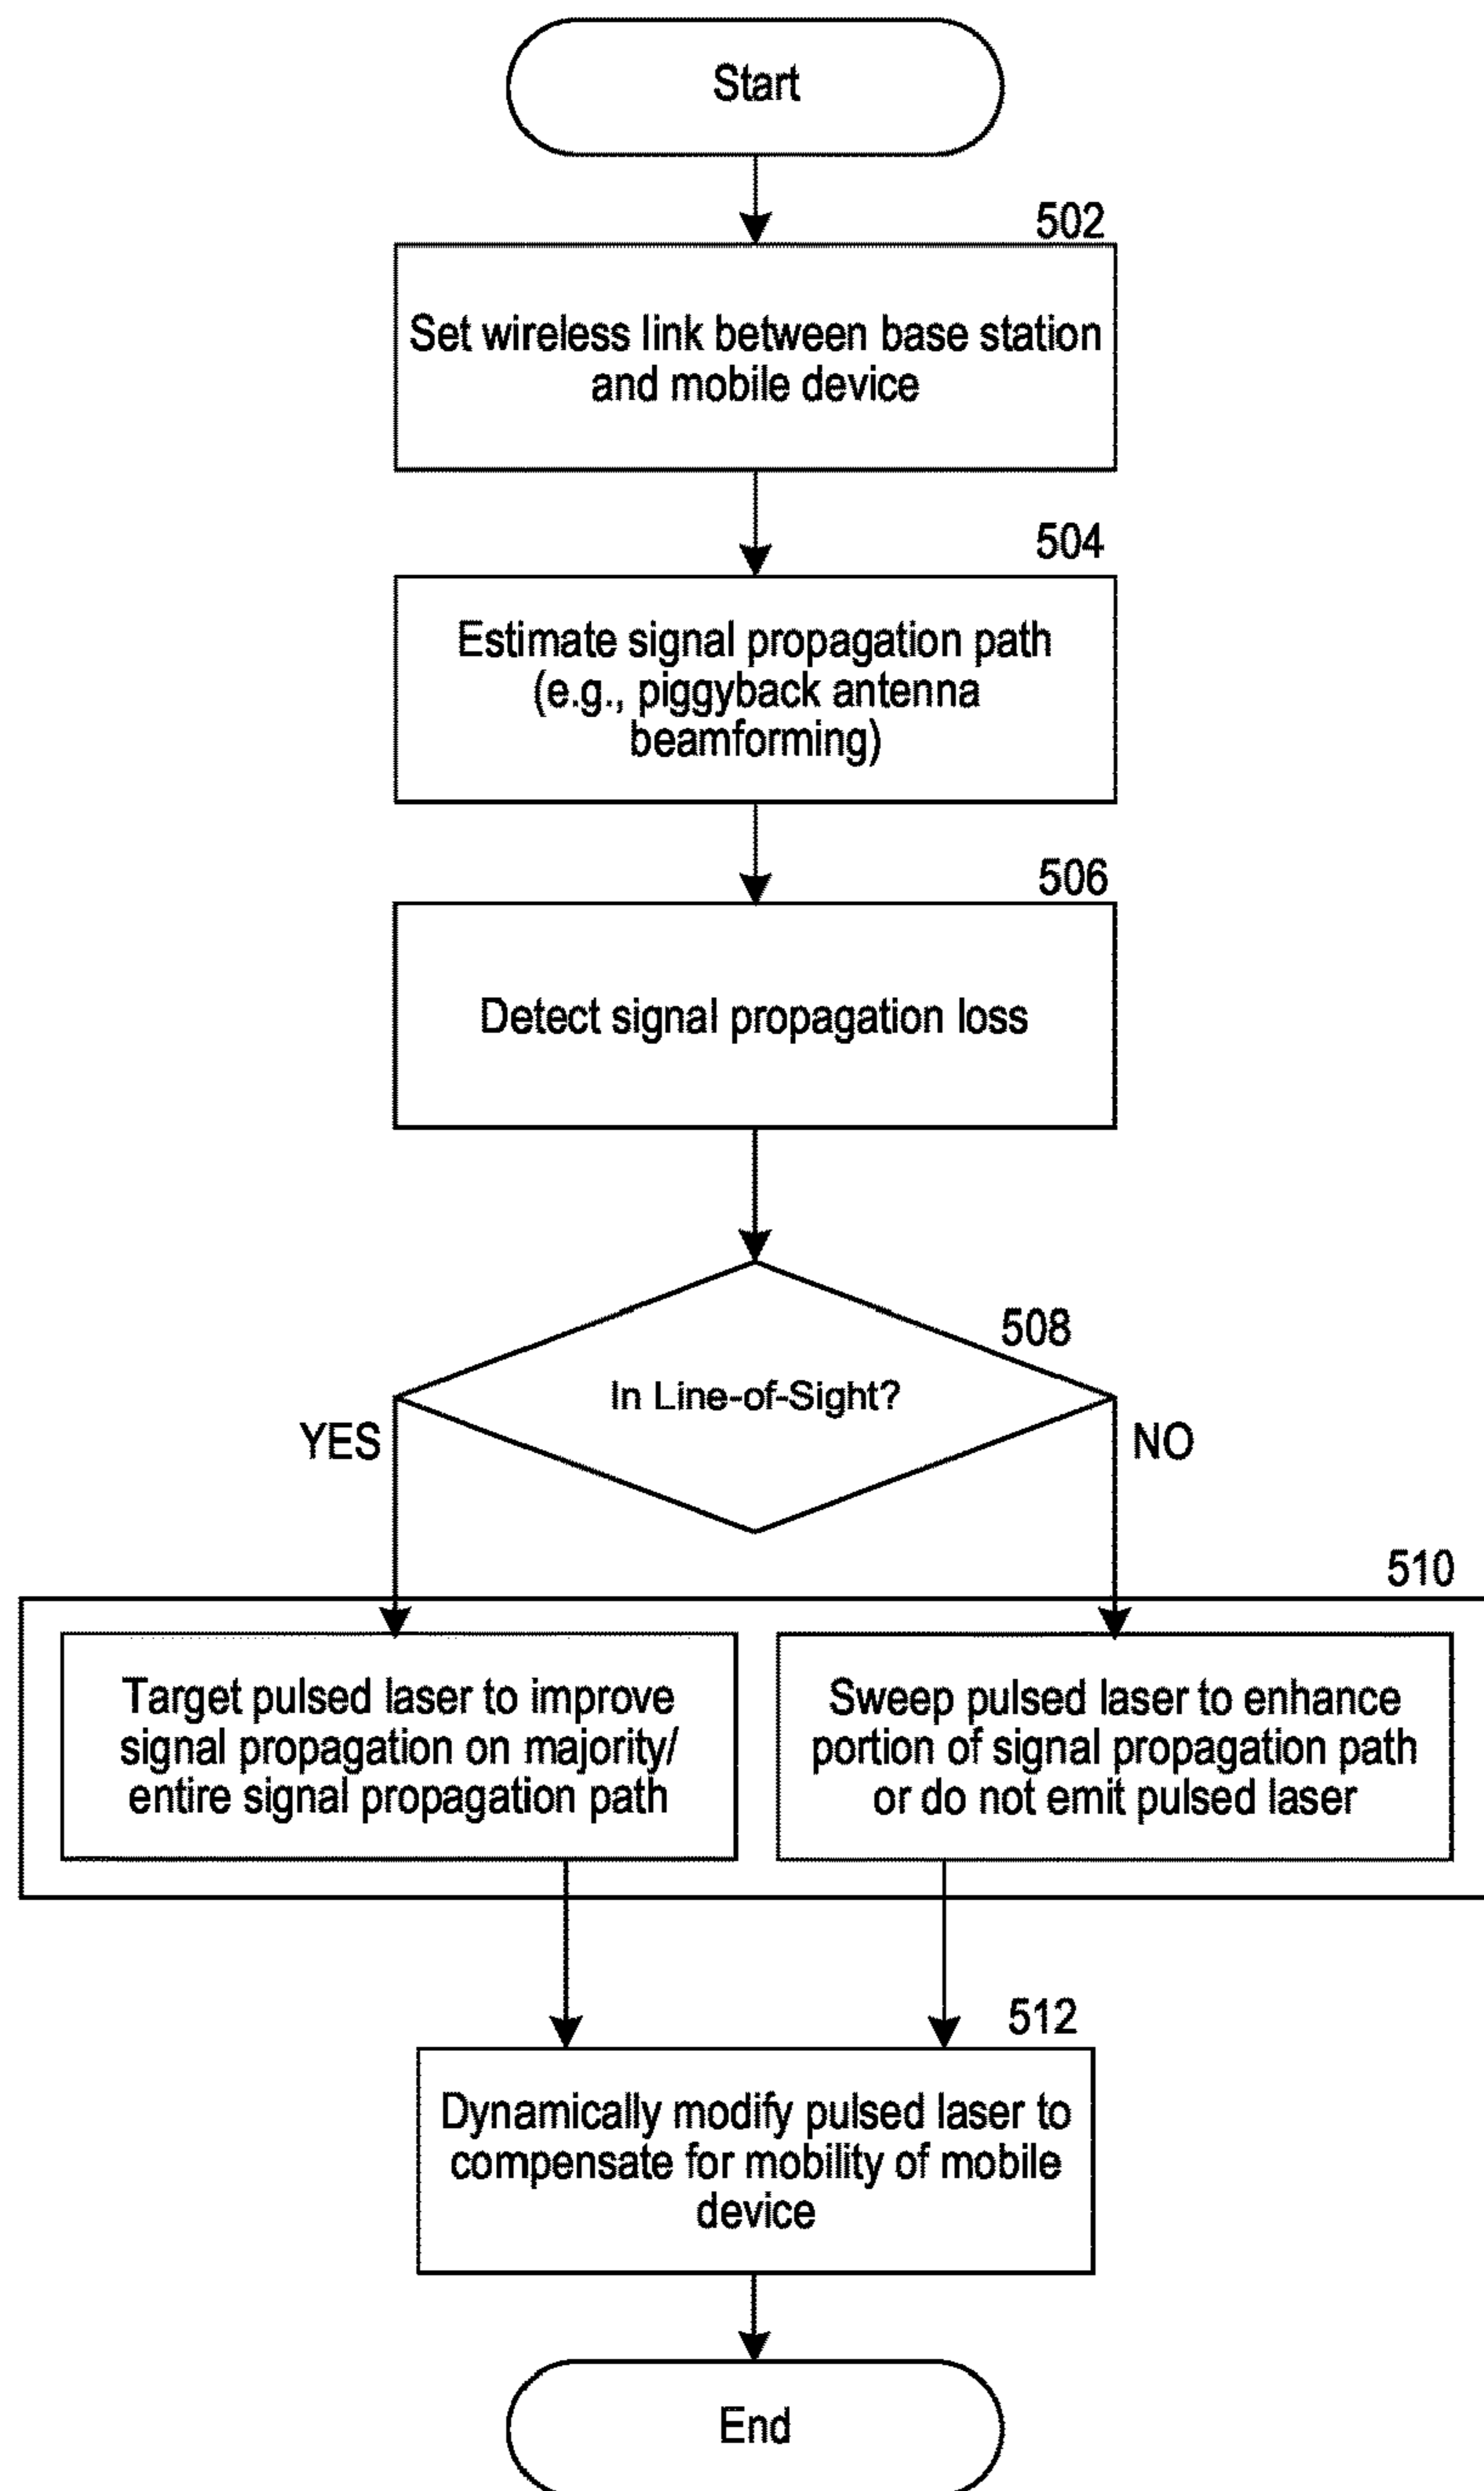 Start
502
Set wireless link between base station
and mobile device
504
Estimate signal propagation path
(e.g., piggyback antenna
beamforming)
506
Detect signal propagation loss
508
In Line-of-Sight?
YES
NO
510
Target pulsed laser to improve
signal propagation on majority/
entire signal propagation path
Sweep pulsed laser to enhance
portion of signal propagation path
or do not emit pulsed laser
512
Dynamically modify pulsed laser to
compensate for mobility of mobile
device
End